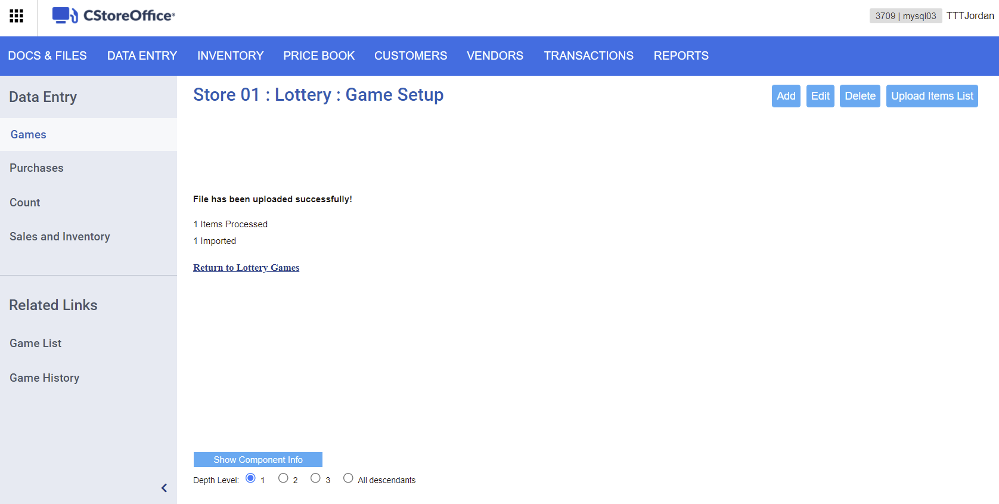 CStoreOffice®
3709 | mysql03 TTTJordan
DOCS & FILES DATA ENTRY INVENTORY PRICE BOOK CUSTOMERS VENDORS TRANSACTIONS REPORTS
Data Entry
Games
Purchases
Count
Sales and Inventory
Related Links
Game List
Game History
Store 01 : Lottery : Game Setup
Add Edit Delete Upload Items List
File has been uploaded successfully!
1 Items Processed
1 Imported
Return to Lottery Games
Show Component Info
Depth Level: 1 2 3 All descendants